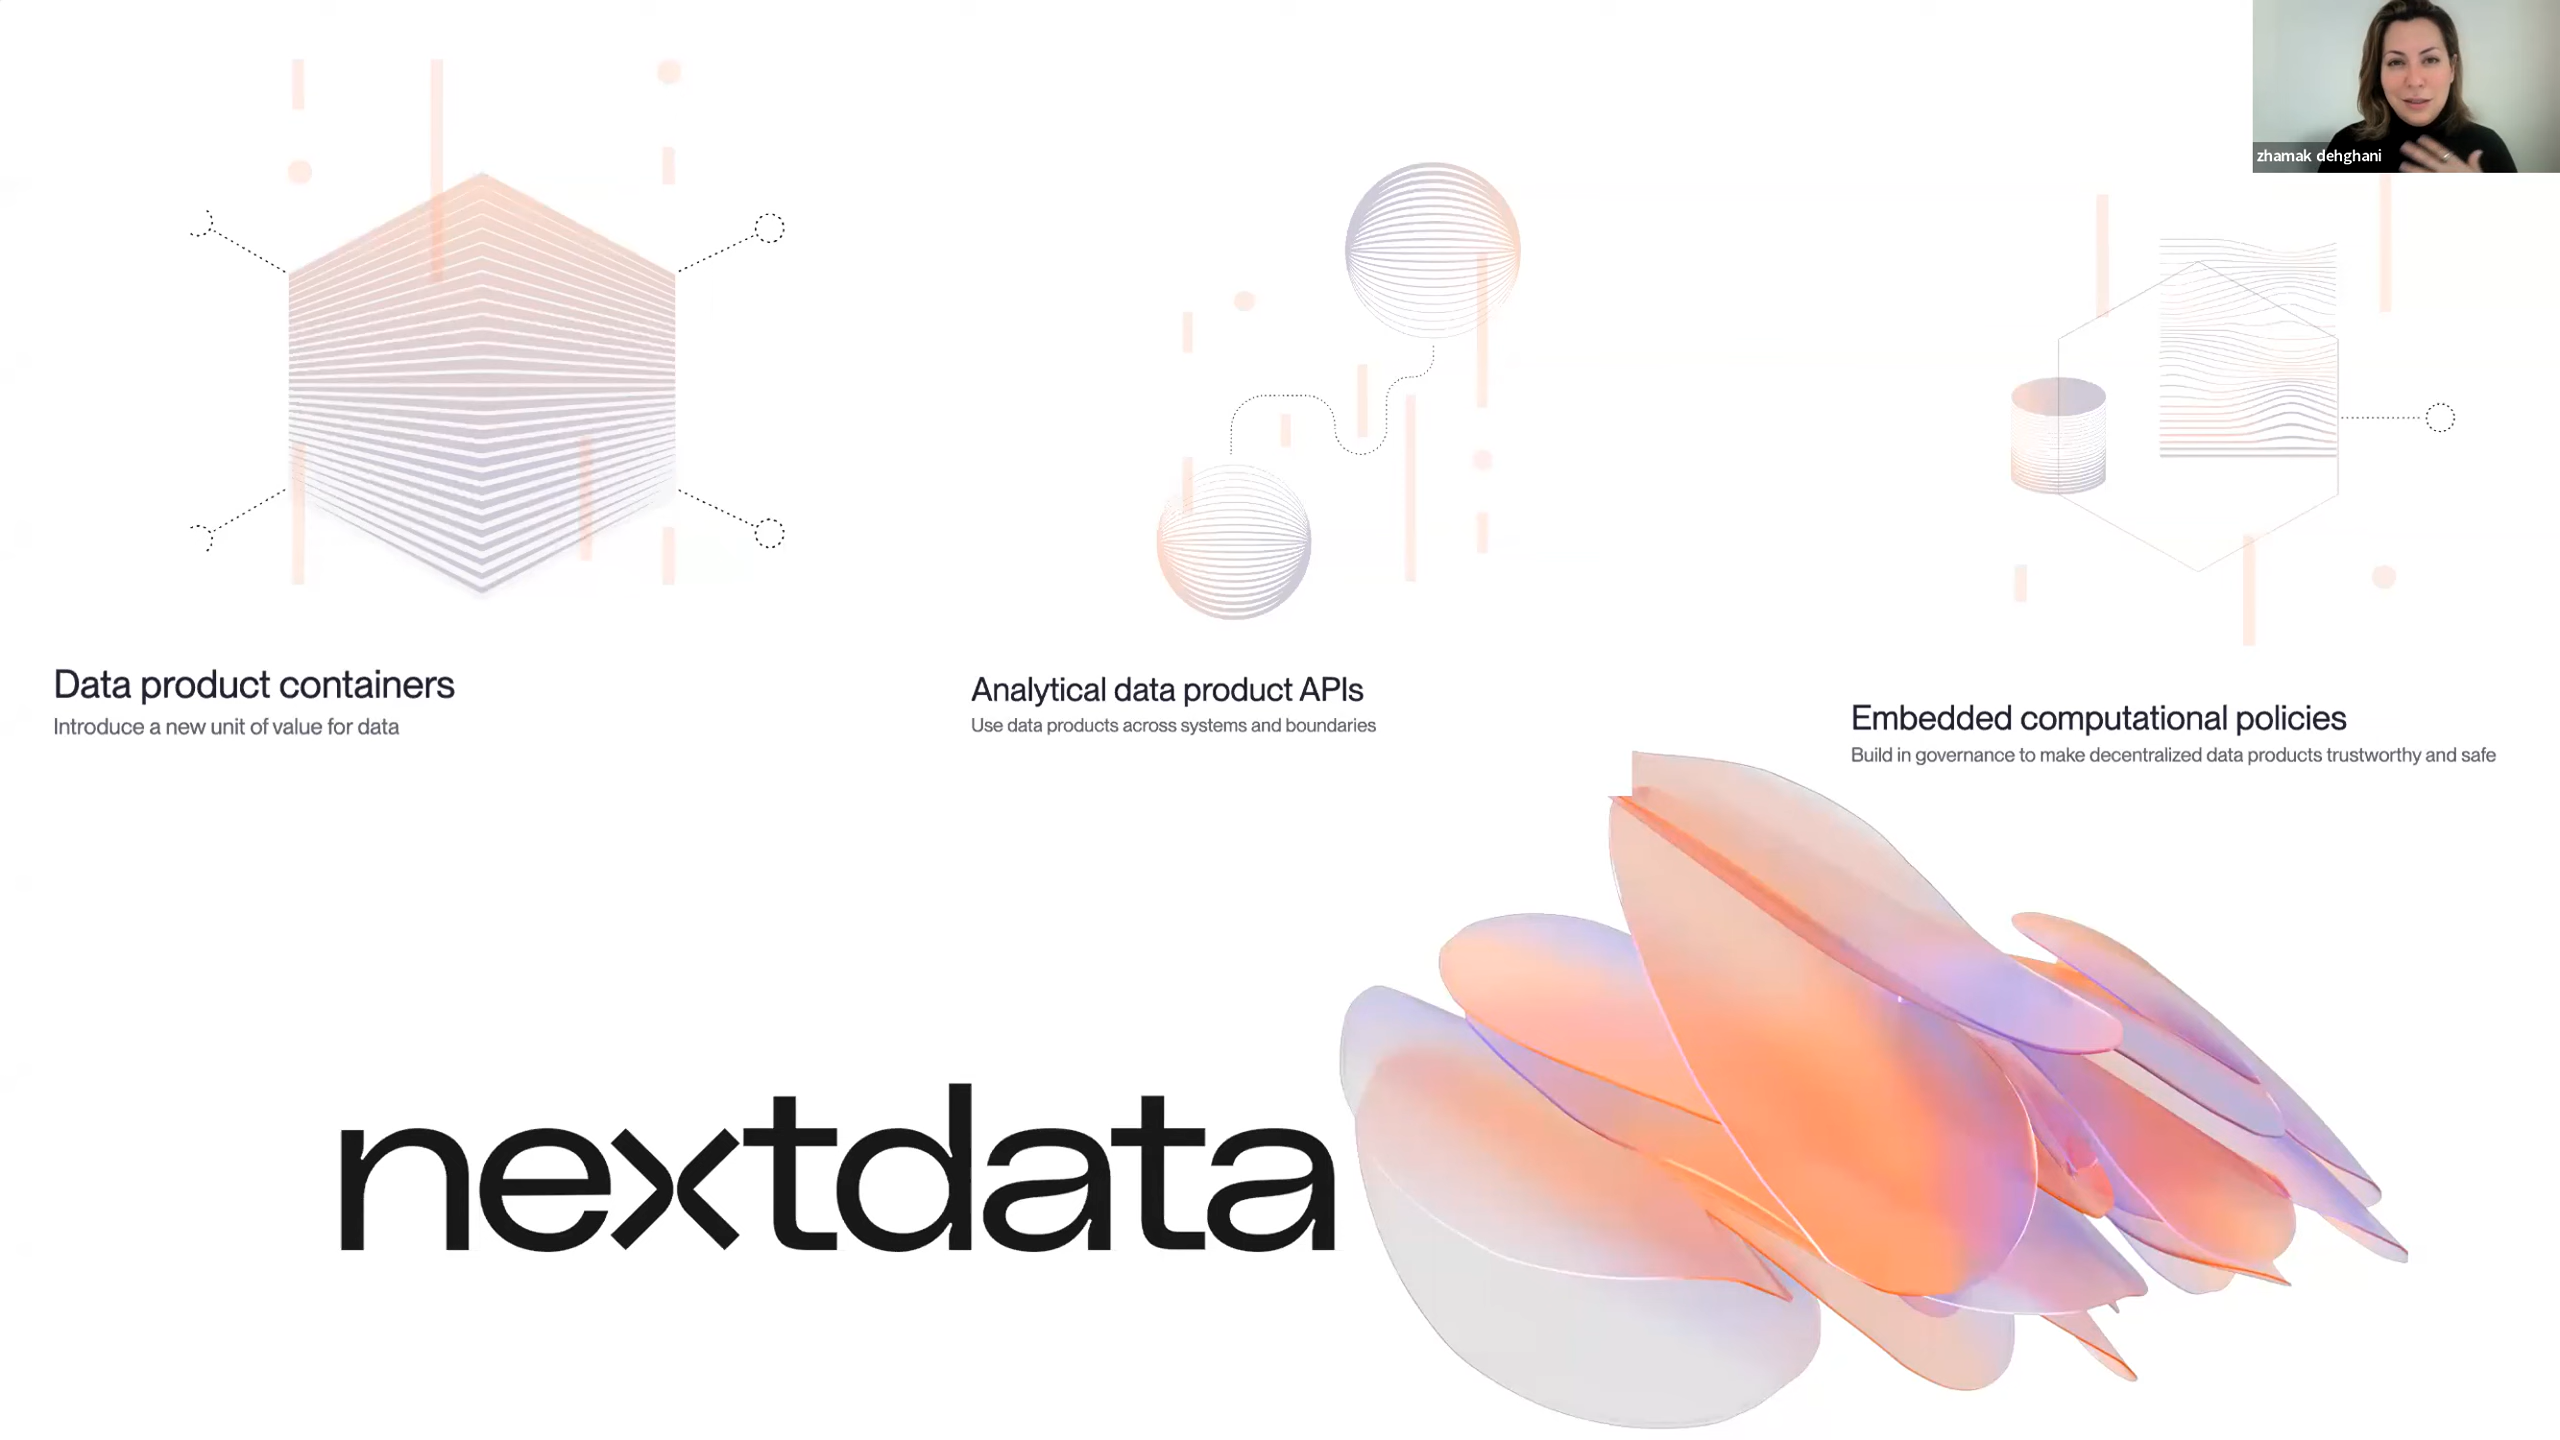 zhamak dehghani
Data product containers
Introduce a new unit of value for data
Analytical data product APIs
Use data products across systems and boundaries
Embedded computational policies
Build in governance to make decentralized data products trustworthy and safe
nextdata